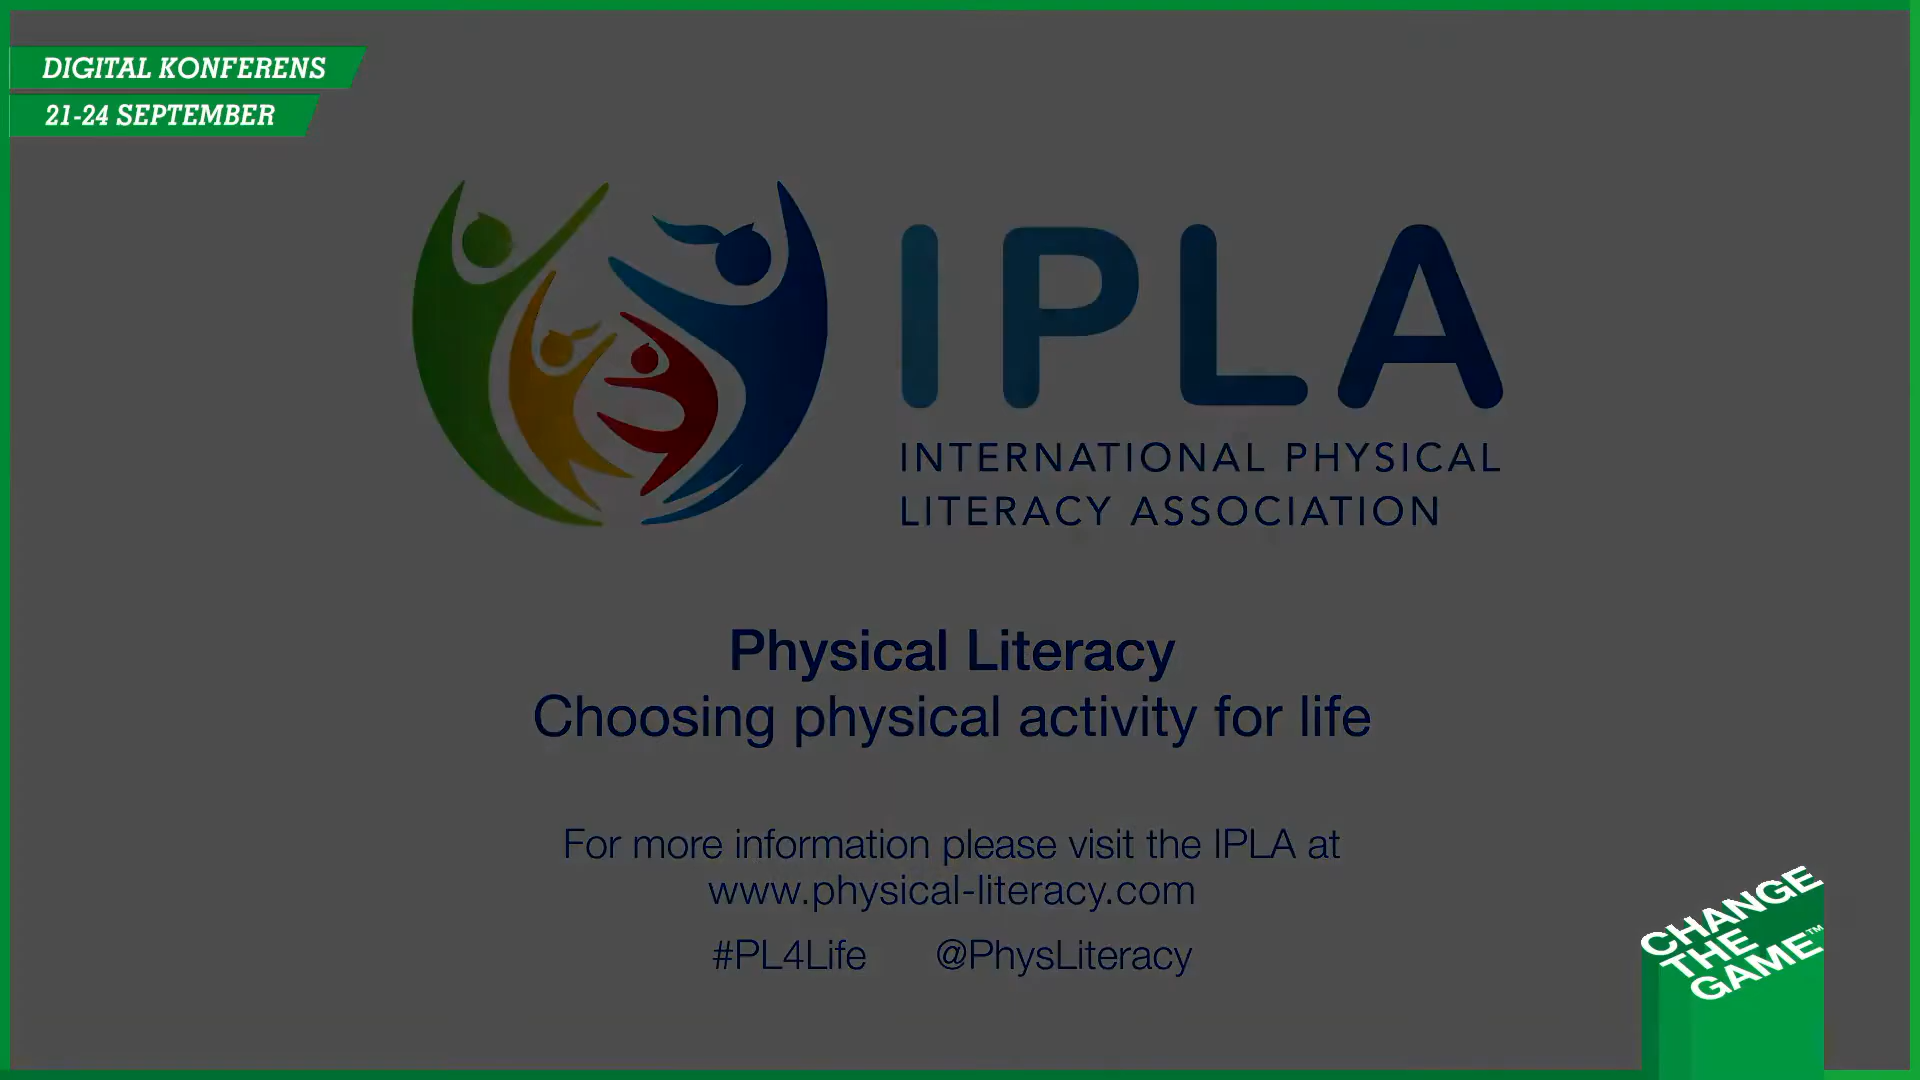 DIGITAL KONFERENS
21-24 SEPTEMBER
IPLA
INTERNATIONAL PHYSICAL
LITERACY ASSOCIATION
Physical Literacy
Choosing physical activity for life
For more information please visit the IPLA at
www.physical-literacy.com
#PL4Life @PhysLiteracy
CHANGE
THE
GAME™